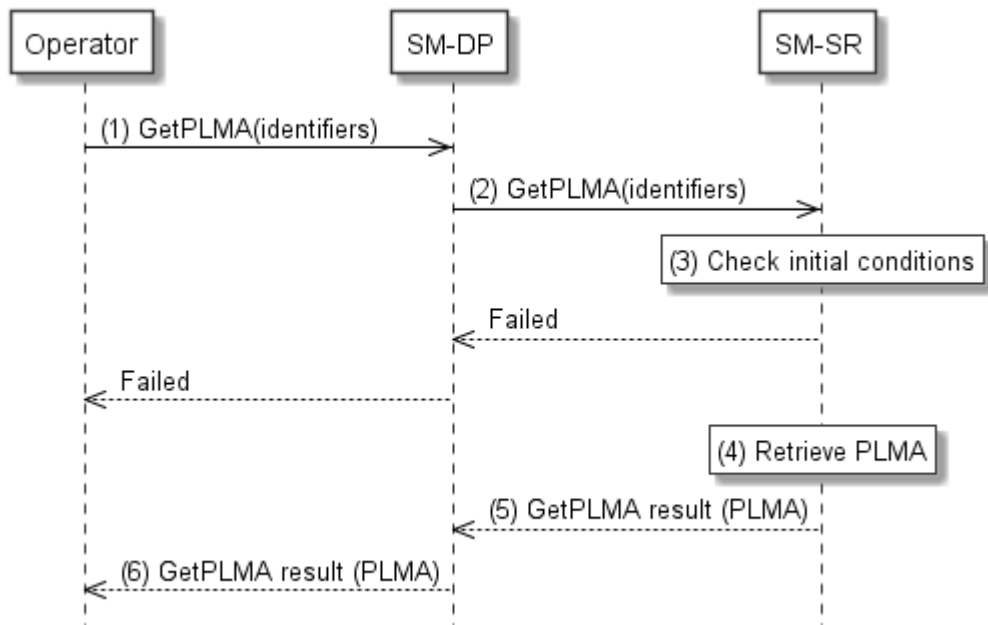 Operator
SM-DP
SM-SR
(1) GetPLMA(identifiers)
(2) GetPLMA(identifiers)
(3) Check initial conditions
Failed
Failed
(4) Retrieve PLMA
(5) GetPLMA result (PLMA)
(6) GetPLMA result (PLMA)